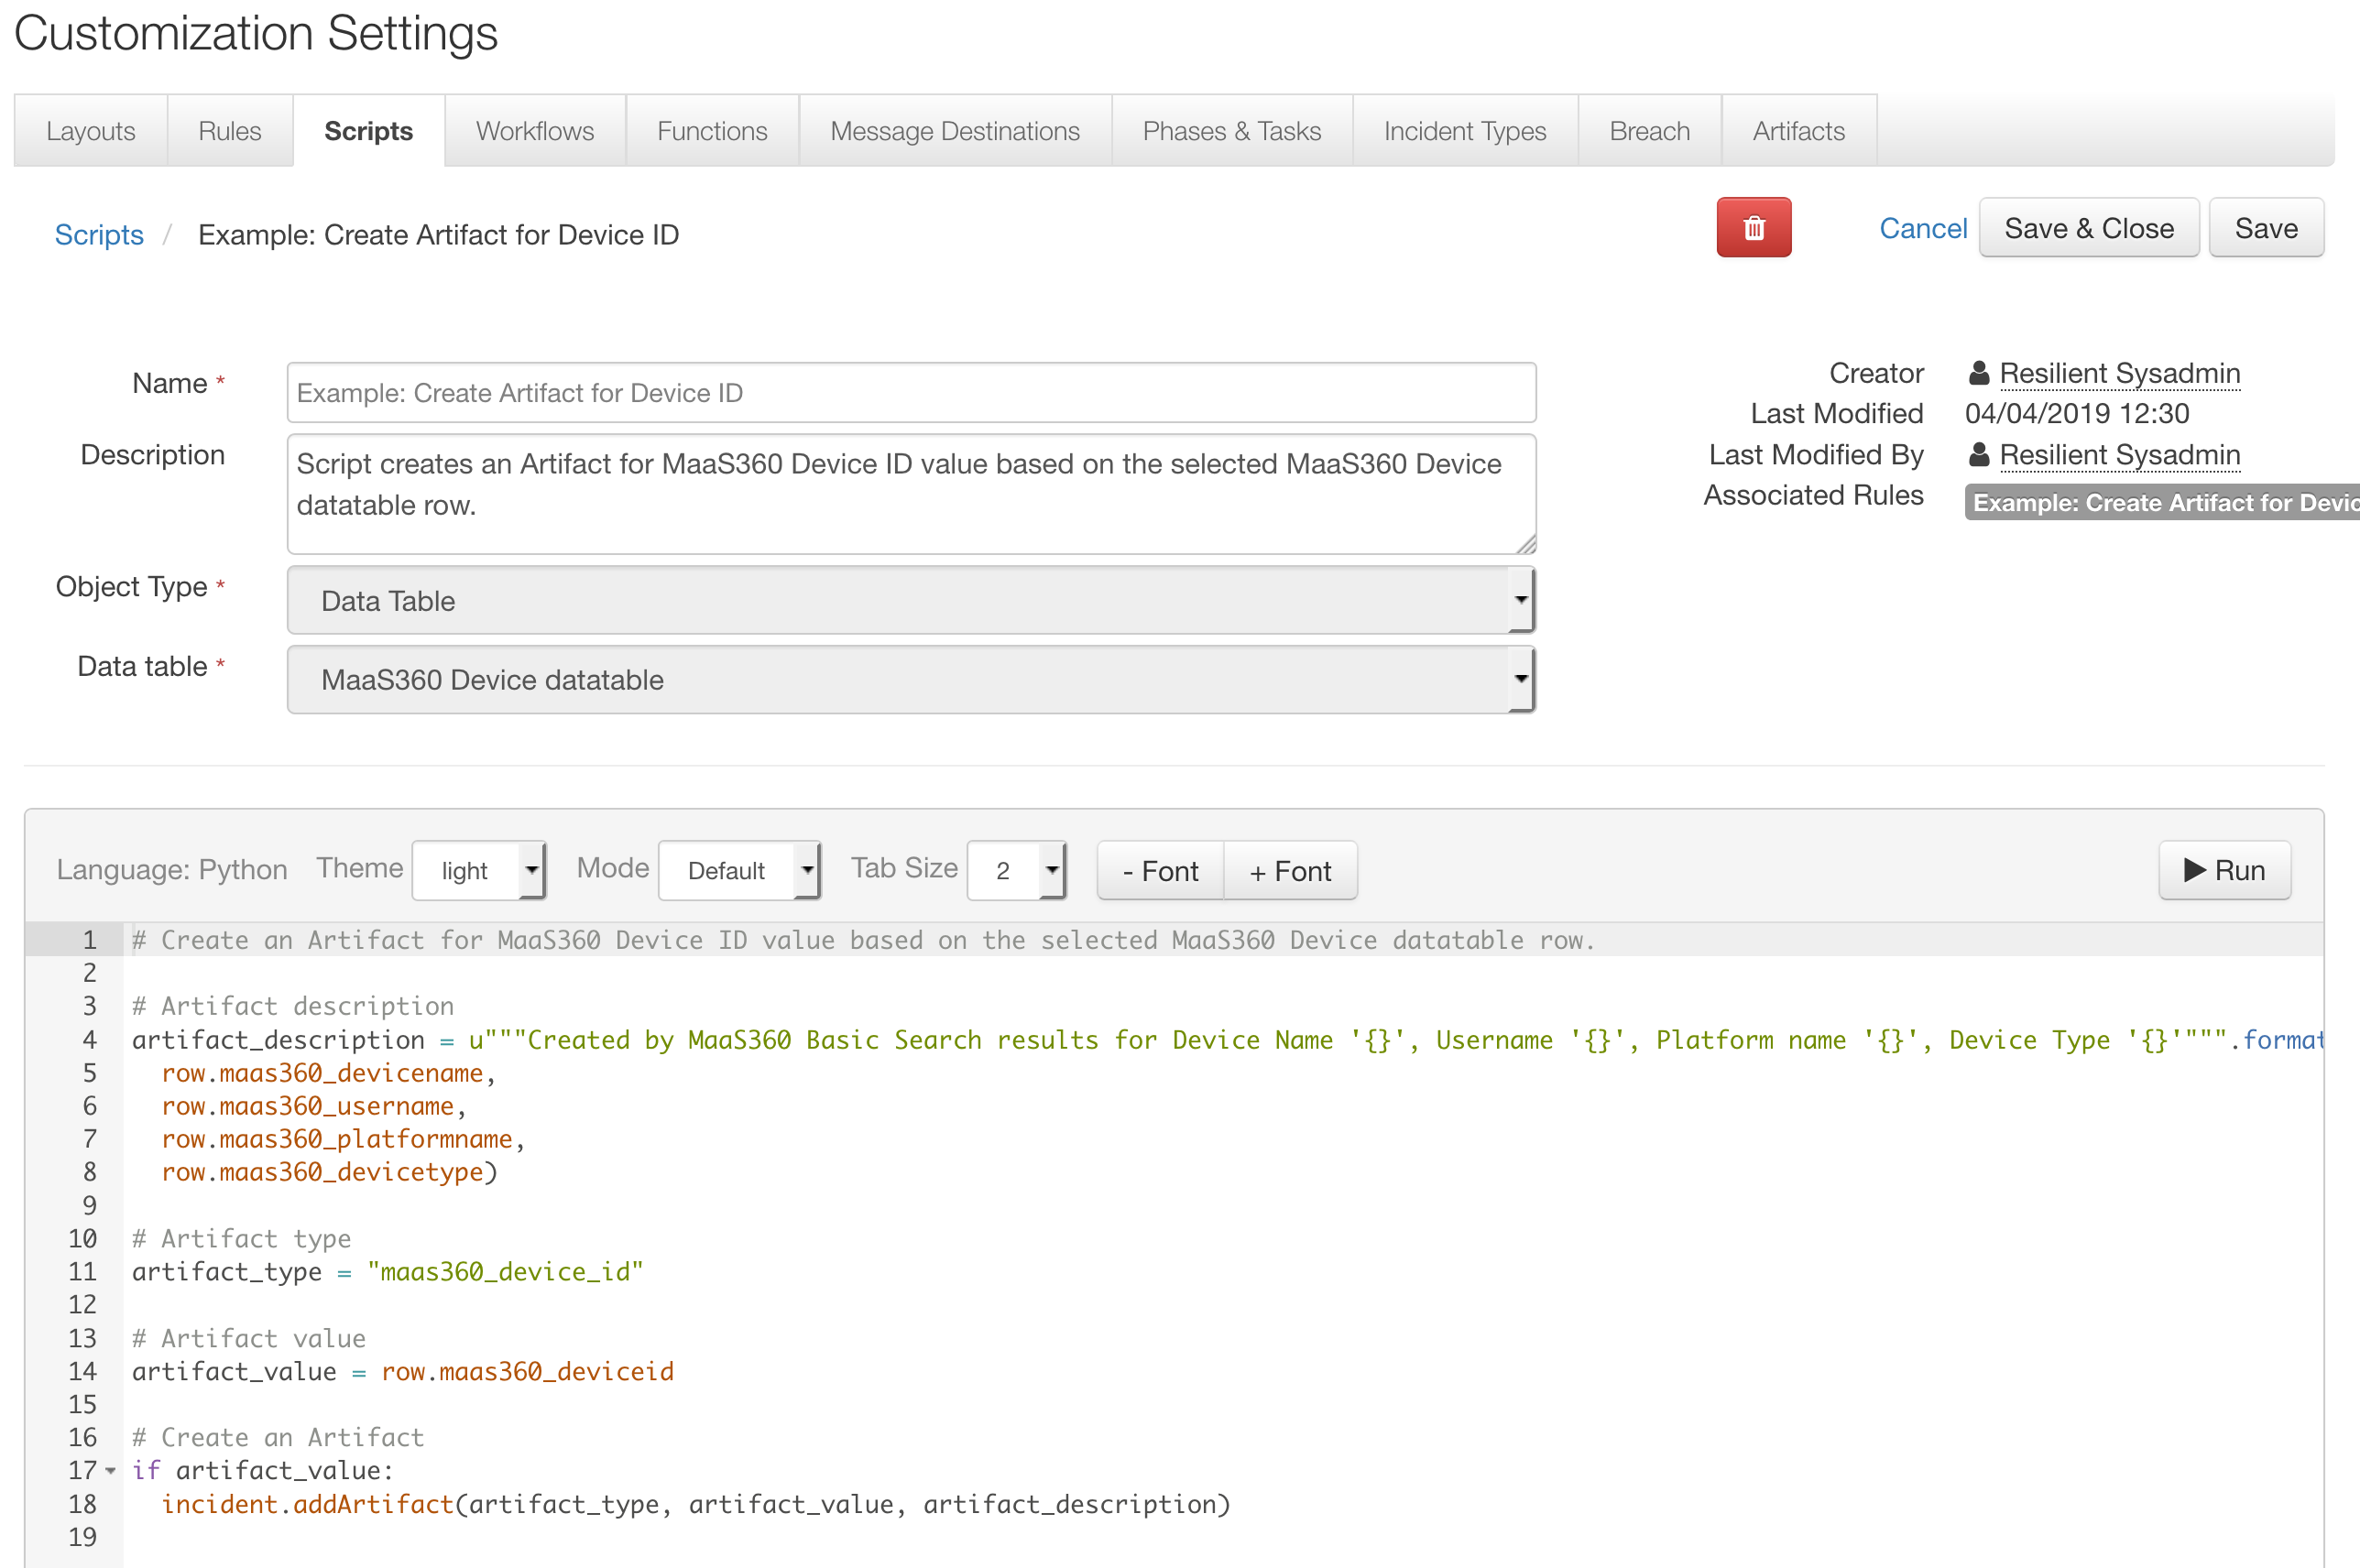 Customization Settings
Layouts Rules Scripts Workflows Functions Message Destinations Phases & Tasks Incident Types Breach Artifacts
Scripts / Example: Create Artifact for Device ID Cancel Save & Close Save
Name * Example: Create Artifact for Device ID
Description Script creates an Artifact for MaaS360 Device ID value based on the selected MaaS360 Device
datatable row.
Object Type * Data Table
Data table * MaaS360 Device datatable
Creator Resilient Sysadmin
Last Modified 04/04/2019 12:30
Last Modified By Resilient Sysadmin
Associated Rules Example: Create Artifact for Devic
Language: Python Theme light Mode Default Tab Size 2 - Font + Font Run
1 # Create an Artifact for MaaS360 Device ID value based on the selected MaaS360 Device datatable row.
2
3 # Artifact description
4 artifact_description = u"""Created by MaaS360 Basic Search results for Device Name '{}', Username '{}', Platform name '{}', Device Type '{}'""".format
5 row.maas360_devicename,
6 row.maas360_username,
7 row.maas360_platformname,
8 row.maas360_devicetype)
9
10 # Artifact type
11 artifact_type = "maas360_device_id"
12
13 # Artifact value
14 artifact_value = row.maas360_deviceid
15
16 # Create an Artifact
17 if artifact_value:
18 incident.addArtifact(artifact_type, artifact_value, artifact_description)
19